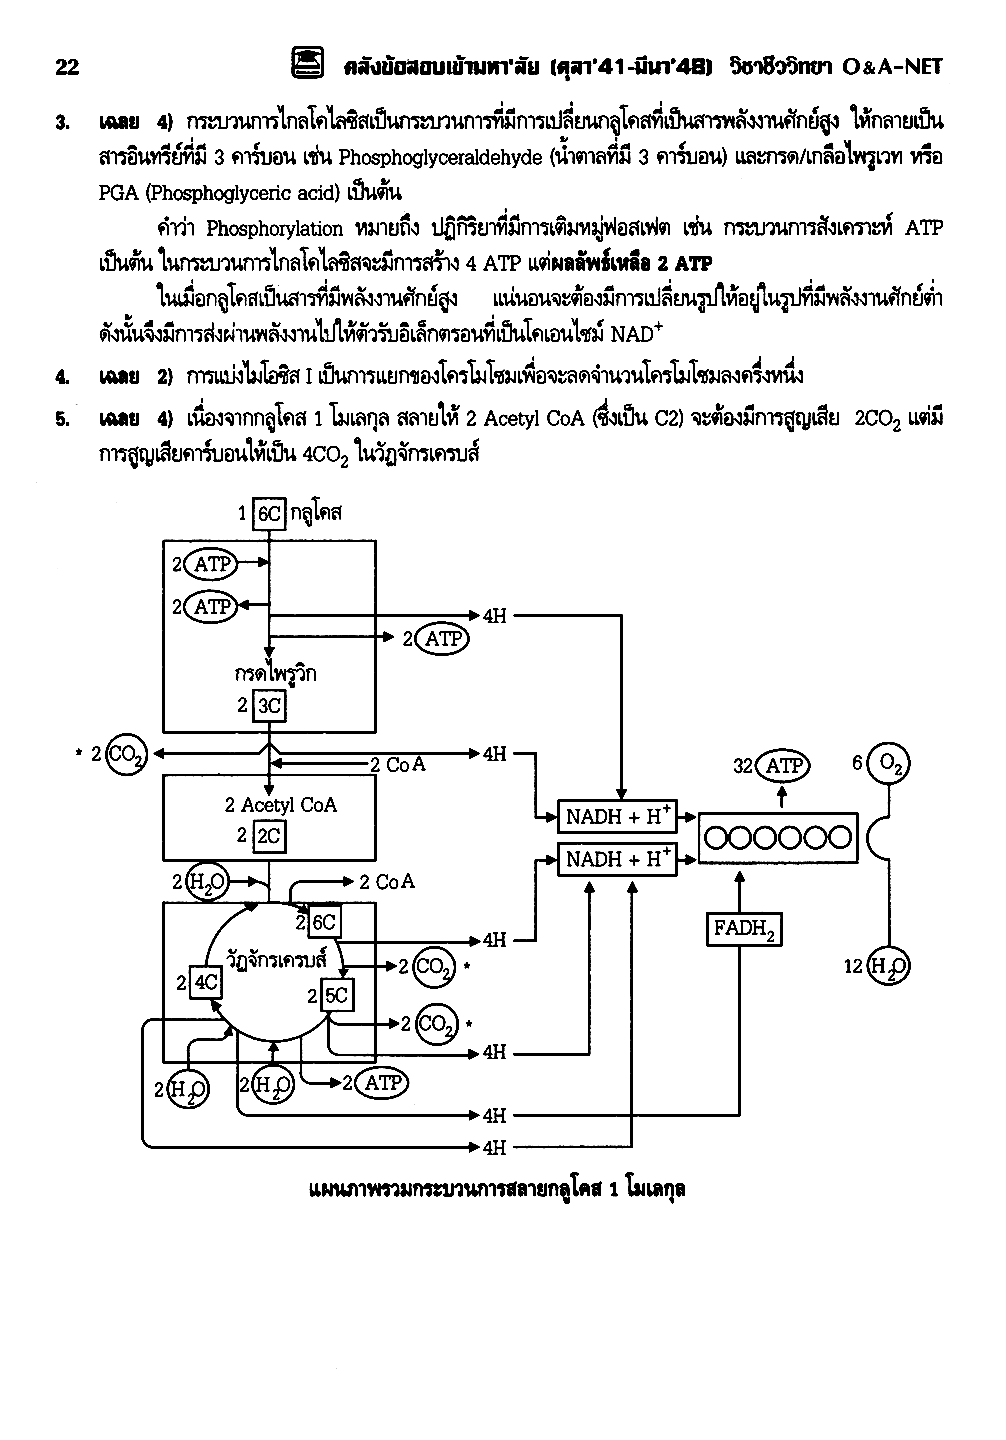 22 คลังข้อสอบเข้ามหา'ลัย (ตุลา'41-มีนา'48) วิชาชีววิทยา O&A-NET
3. เฉลย 4) กระบวนการไกลโคไลซิสเป็นกระบวนการที่มีการเปลี่ยนกลูโคสที่เป็นสารพลังงานศักย์สูง ให้กลายเป็น
สารอินทรีย์ที่มี 3 คาร์บอน เช่น Phosphoglyceraldehyde (น้ำตาลที่มี 3 คาร์บอน) และกรด/เกลือไพรูเวท หรือ
PGA (Phosphoglyceric acid) เป็นต้น
คำว่า Phosphorylation หมายถึง ปฏิกิริยาที่มีการเติมหมู่ฟอสเฟต เช่น กระบวนการสังเคราะห์ ATP
เป็นต้น ในกระบวนการไกลโคไลซิสจะมีการสร้าง 4 ATP แต่ผลลัพธ์เหลือ 2 ATP
ในเมื่อกลูโคสเป็นสารที่มีพลังงานศักย์สูง แน่นอนจะต้องมีการเปลี่ยนรูปให้อยู่ในรูปที่มีพลังงานศักย์ต่ำ
ดังนั้นจึงมีการส่งผ่านพลังงานไปให้ตัวรับอิเล็กตรอนที่เป็นโคเอนไซม์ NAD⁺
4. เฉลย 2) การแบ่งไมโอซิส I เป็นการแยกของโครโมโซมเพื่อจะลดจำนวนโครโมโซมลงครึ่งหนึ่ง
5. เฉลย 4) เนื่องจากกลูโคส 1 โมเลกุล สลายให้ 2 Acetyl CoA (ซึ่งเป็น C2) จะต้องมีการสูญเสีย 2CO₂ แต่มี
การสูญเสียคาร์บอนให้เป็น 4CO₂ ในวัฏจักรเครบส์
1 6C กลูโคส
2 ATP
2 ATP
4H
2 ATP
กรดไพรูวิก
2 3C
* 2 CO₂
4H
2 CoA
32 ATP
6 O₂
2 Acetyl CoA
NADH + H⁺
2 2C
NADH + H⁺
2 H₂O
2 CoA
2 6C
FADH₂
4H
วัฏจักรเครบส์
2 CO₂ *
12 H₂O
2 4C
2 5C
2 CO₂ *
4H
2 H₂O
2 H₂O
2 ATP
4H
4H
แผนภาพรวมกระบวนการสลายกลูโคส 1 โมเลกุล